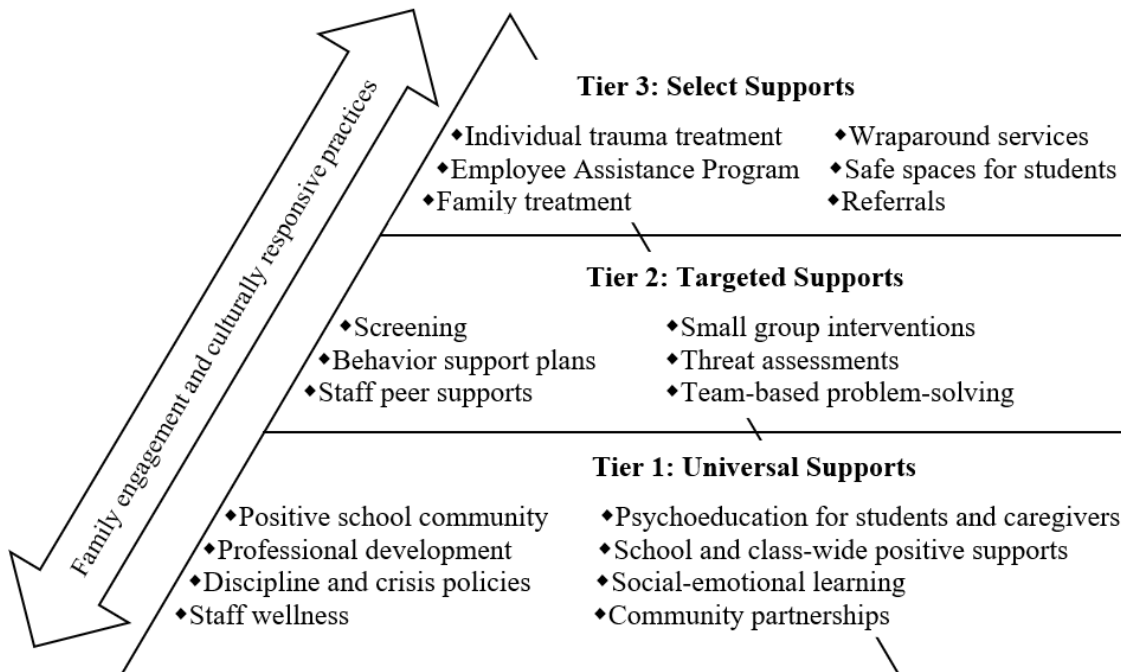 Family engagement and culturally responsive practices
Tier 3: Select Supports
◆Individual trauma treatment
◆Employee Assistance Program
◆Family treatment
◆Wraparound services
◆Safe spaces for students
◆Referrals
Tier 2: Targeted Supports
◆Screening
◆Behavior support plans
◆Staff peer supports
◆Small group interventions
◆Threat assessments
◆Team-based problem-solving
Tier 1: Universal Supports
◆Positive school community
◆Professional development
◆Discipline and crisis policies
◆Staff wellness
◆Psychoeducation for students and caregivers
◆School and class-wide positive supports
◆Social-emotional learning
◆Community partnerships